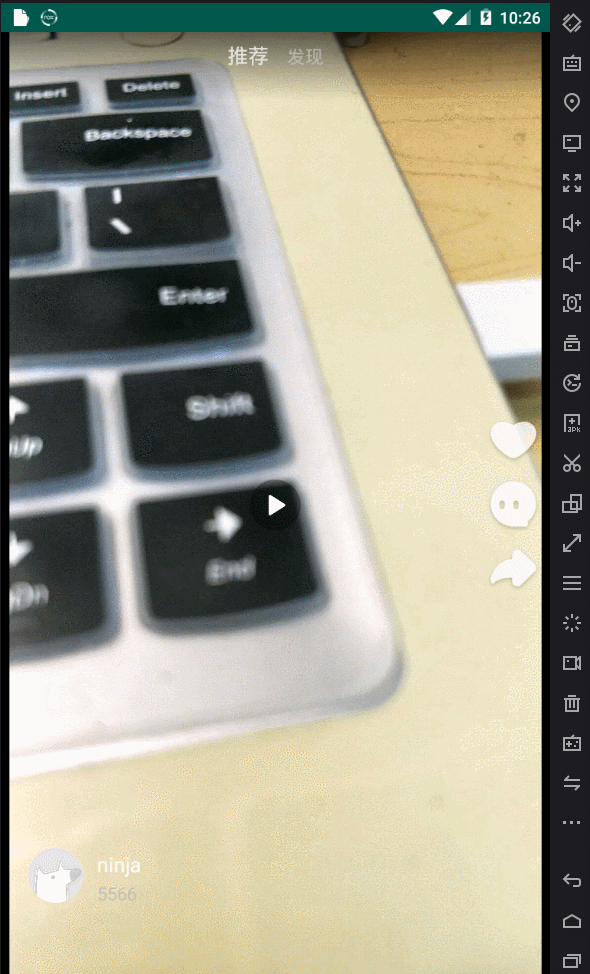 10:26
推荐 发现
Insert Delete
Backspace
Enter
Shift
End
ninja
5566